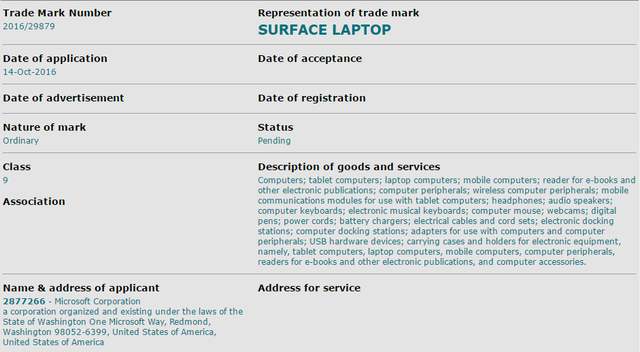 Trade Mark Number
2016/29879
Representation of trade mark
SURFACE LAPTOP
Date of application
14-Oct-2016
Date of acceptance
Date of advertisement
Date of registration
Nature of mark
Ordinary
Status
Pending
Class
9
Association
Description of goods and services
Computers; tablet computers; laptop computers; mobile computers; reader for e-books and
other electronic publications; computer peripherals; wireless computer peripherals; mobile
communications modules for use with tablet computers; headphones; audio speakers;
computer keyboards; electronic musical keyboards; computer mouse; webcams; digital
pens; power cords; battery chargers; electrical cables and cord sets; electronic docking
stations; computer docking stations; adapters for use with computers and computer
peripherals; USB hardware devices; carrying cases and holders for electronic equipment,
namely, tablet computers, laptop computers, mobile computers, computer peripherals,
readers for e-books and other electronic publications, and computer accessories.
Name & address of applicant
2877266 - Microsoft Corporation
a corporation organized and existing under the laws of the
State of Washington One Microsoft Way, Redmond,
Washington 98052-6399, United States of America,
United States of America
Address for service